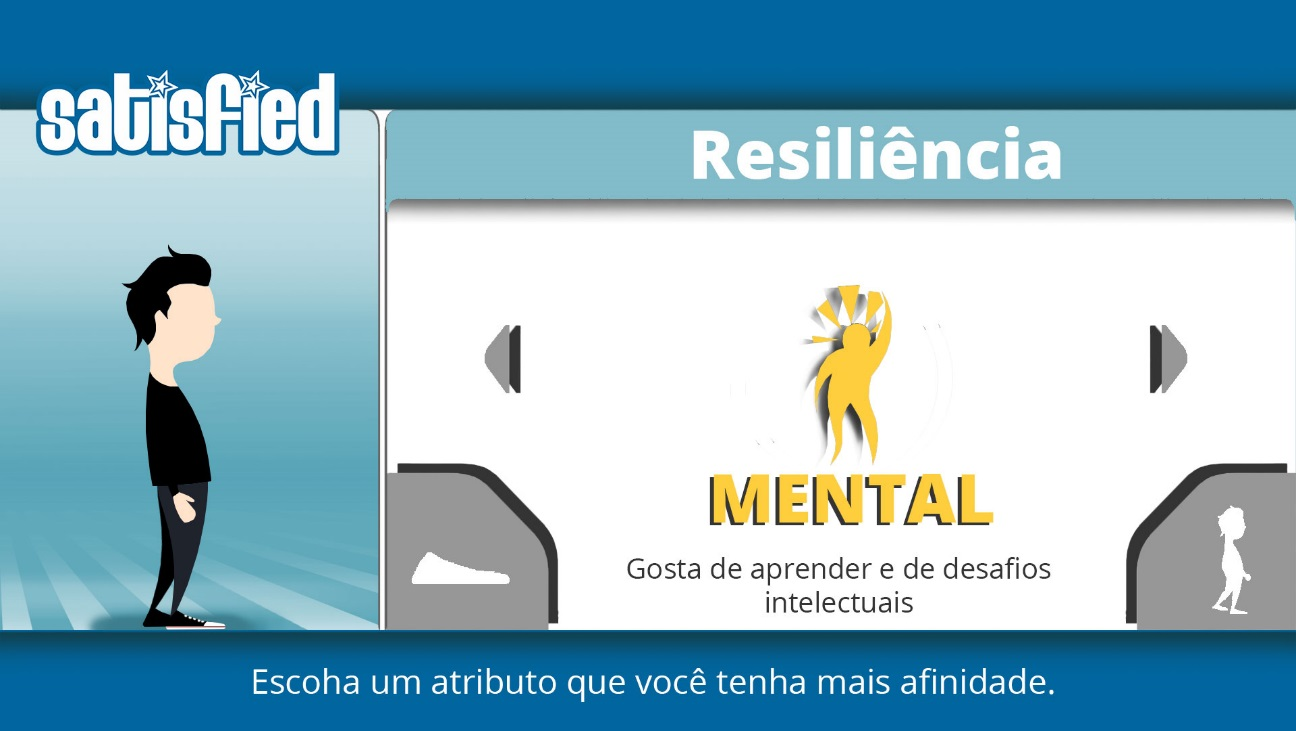 satisfied
Resiliência
MENTAL
Gosta de aprender e de desafios
intelectuais
Escoha um atributo que você tenha mais afinidade.